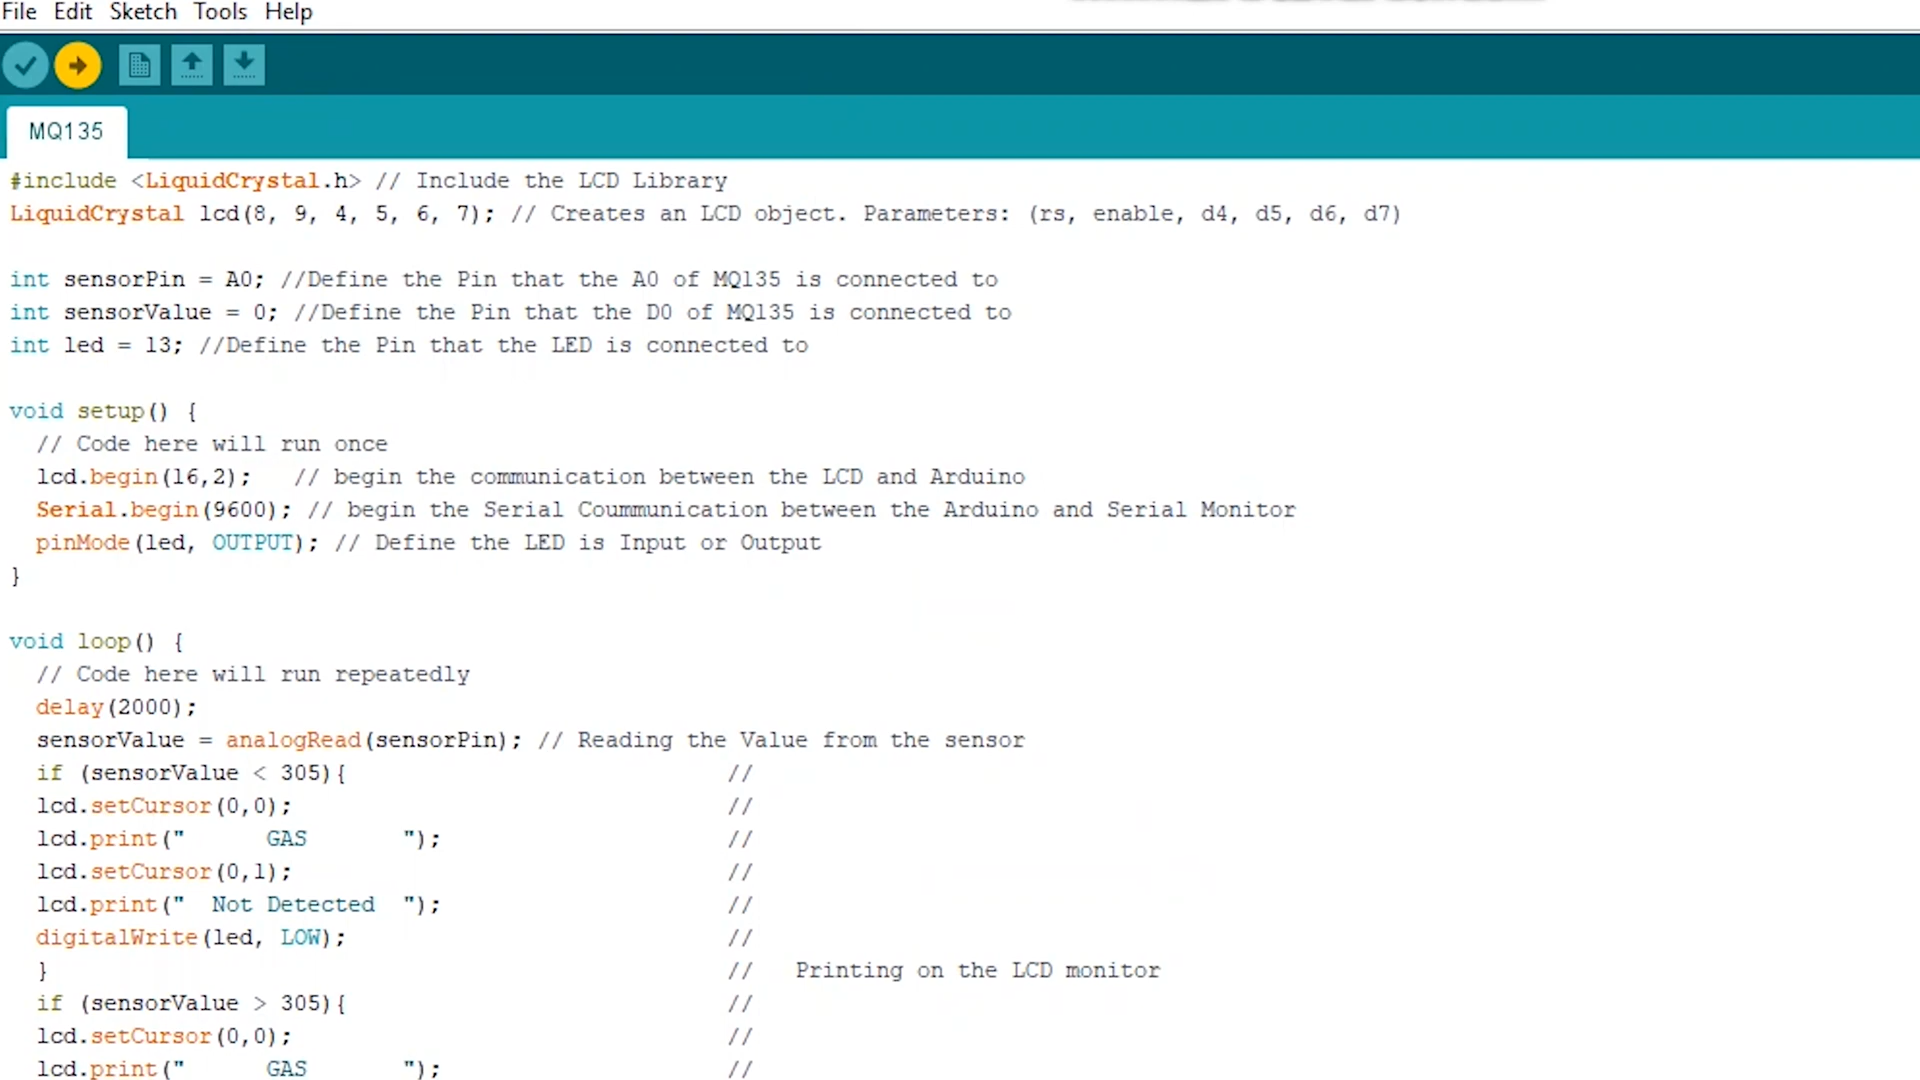 File Edit Sketch Tools Help
MQ135
#include <LiquidCrystal.h> // Include the LCD Library
LiquidCrystal lcd(8, 9, 4, 5, 6, 7); // Creates an LCD object. Parameters: (rs, enable, d4, d5, d6, d7)
int sensorPin = A0; //Define the Pin that the A0 of MQ135 is connected to
int sensorValue = 0; //Define the Pin that the D0 of MQ135 is connected to
int led = 13; //Define the Pin that the LED is connected to
void setup() {
  // Code here will run once
  lcd.begin(16,2);   // begin the communication between the LCD and Arduino
  Serial.begin(9600); // begin the Serial Coummunication between the Arduino and Serial Monitor
  pinMode(led, OUTPUT); // Define the LED is Input or Output
}
void loop() {
  // Code here will run repeatedly
  delay(2000);
  sensorValue = analogRead(sensorPin); // Reading the Value from the sensor
  if (sensorValue < 305){                            //
  lcd.setCursor(0,0);                                //
  lcd.print("      GAS       ");                     //
  lcd.setCursor(0,1);                                //
  lcd.print("  Not Detected  ");                     //
  digitalWrite(led, LOW);                            //
  }                                                  //   Printing on the LCD monitor
  if (sensorValue > 305){                            //
  lcd.setCursor(0,0);                                //
  lcd.print("      GAS       ");                     //